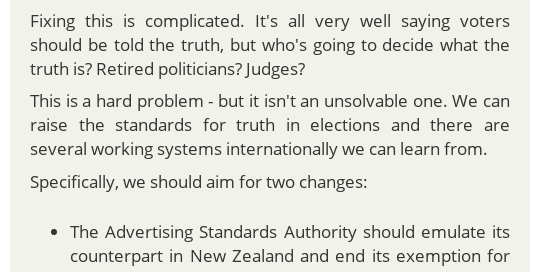 Fixing this is complicated. It's all very well saying voters
should be told the truth, but who's going to decide what the
truth is? Retired politicians? Judges?
This is a hard problem - but it isn't an unsolvable one. We can
raise the standards for truth in elections and there are
several working systems internationally we can learn from.
Specifically, we should aim for two changes:
• The Advertising Standards Authority should emulate its
counterpart in New Zealand and end its exemption for